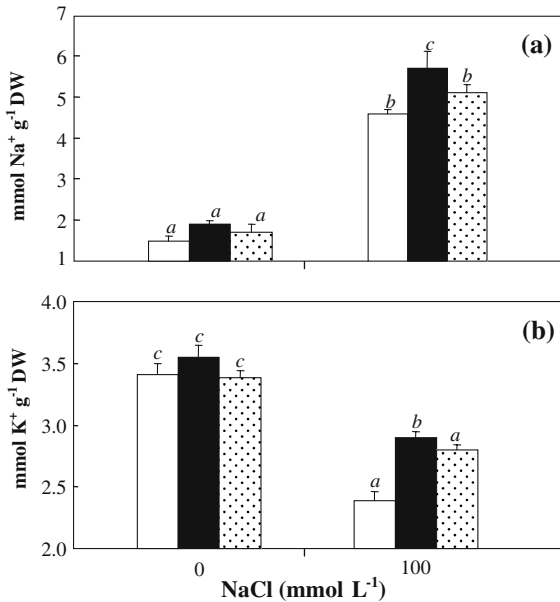 7
(a)
c
6
b
b
5
4
3
a
a
a
2
1
mmol Na⁺ g⁻¹ DW
4.0
(b)
c
c
c
3.5
b
3.0
a
a
2.5
2.0
mmol K⁺ g⁻¹ DW
0
100
NaCl (mmol L⁻¹)